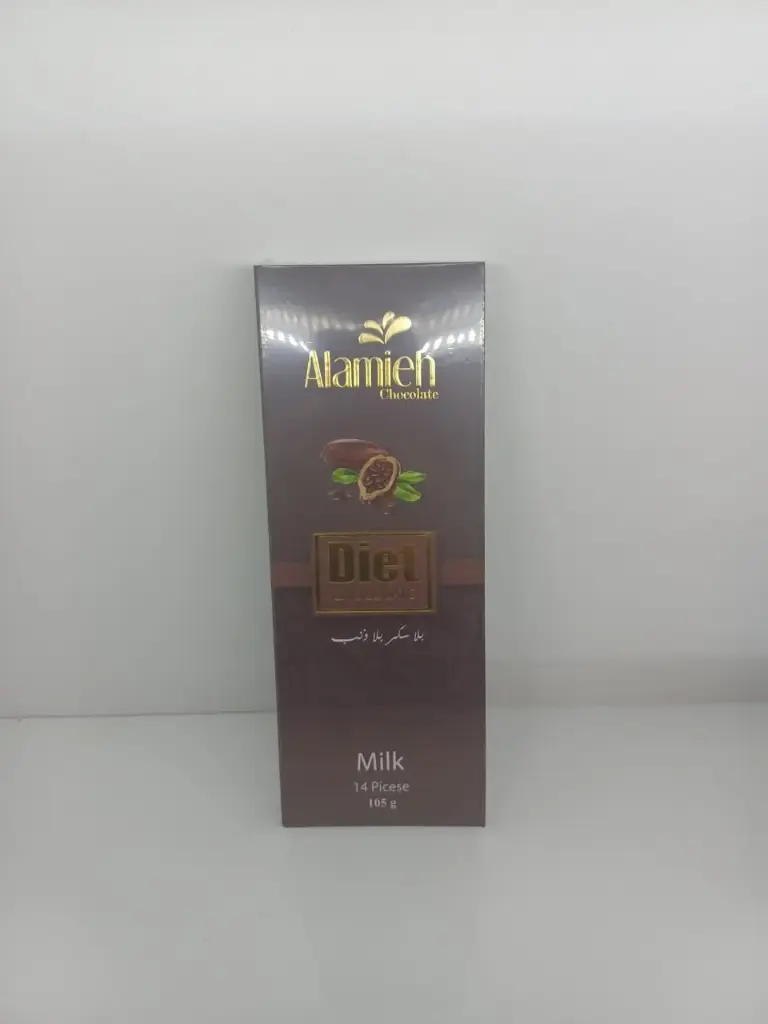 Alamieh
Chocolate
Diet
بلا سكر بلا ذنب
Milk
14 Picese
105 g